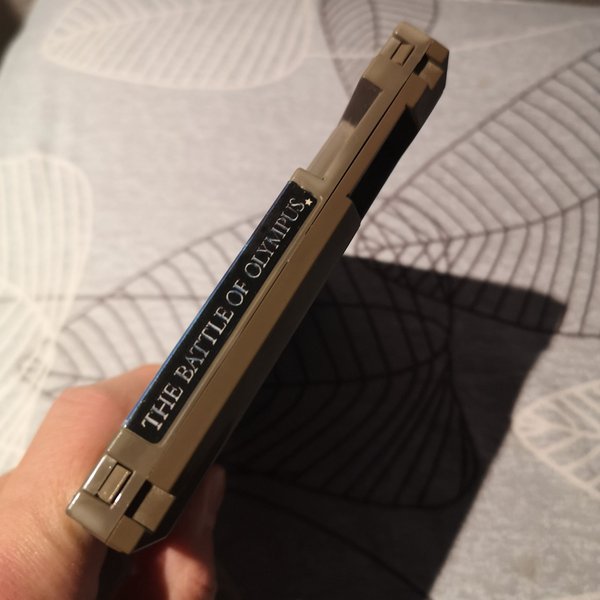 THE BATTLE OF OLYMPUS